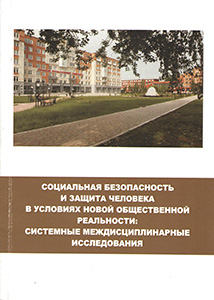 СОЦИАЛЬНАЯ БЕЗОПАСНОСТЬ
И ЗАЩИТА ЧЕЛОВЕКА
В УСЛОВИЯХ НОВОЙ ОБЩЕСТВЕННОЙ
РЕАЛЬНОСТИ:
СИСТЕМНЫЕ МЕЖДИСЦИПЛИНАРНЫЕ
ИССЛЕДОВАНИЯ